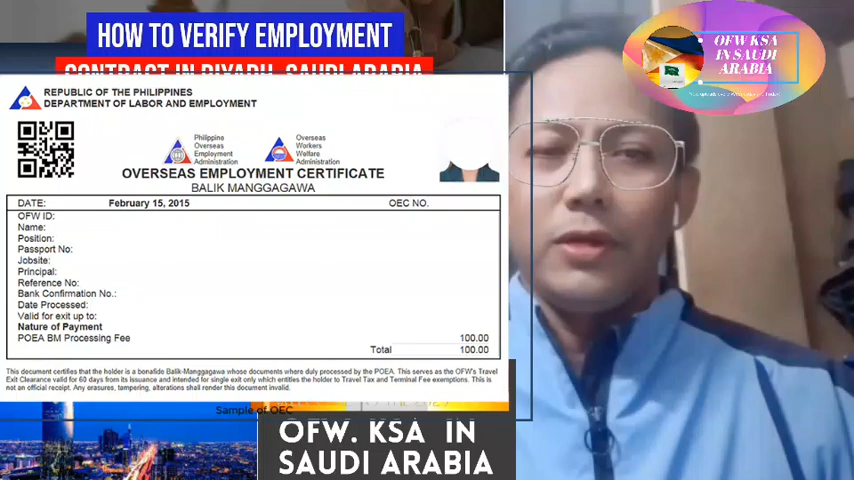 HOW TO VERIFY EMPLOYMENT
CONTRACT IN RIYADH, SAUDI ARABIA
REPUBLIC OF THE PHILIPPINES
DEPARTMENT OF LABOR AND EMPLOYMENT
Philippine
Overseas
Employment
Administration
Overseas
Workers
Welfare
Administration
OVERSEAS EMPLOYMENT CERTIFICATE
BALIK MANGGAGAWA
DATE: February 15, 2015 OEC NO.
OFW ID:
Name:
Position:
Passport No:
Jobsite:
Principal:
Reference No:
Bank Confirmation No.:
Date Processed:
Valid for exit up to:
Nature of Payment
POEA BM Processing Fee 100.00
Total 100.00
This document certifies that the holder is a bonafide Balik-Manggagawa whose documents where duly processed by the POEA. This serves as the OFW's Travel
Exit Clearance valid for 60 days from its issuance and intended for single exit only which entitles the holder to Travel Tax and Terminal Fee exemptions. This is
not an official receipt. Any erasures, tampering, alterations shall render this document invalid.
Sample of OEC
OFW. KSA IN
SAUDI ARABIA
OFW KSA
IN SAUDI
ARABIA